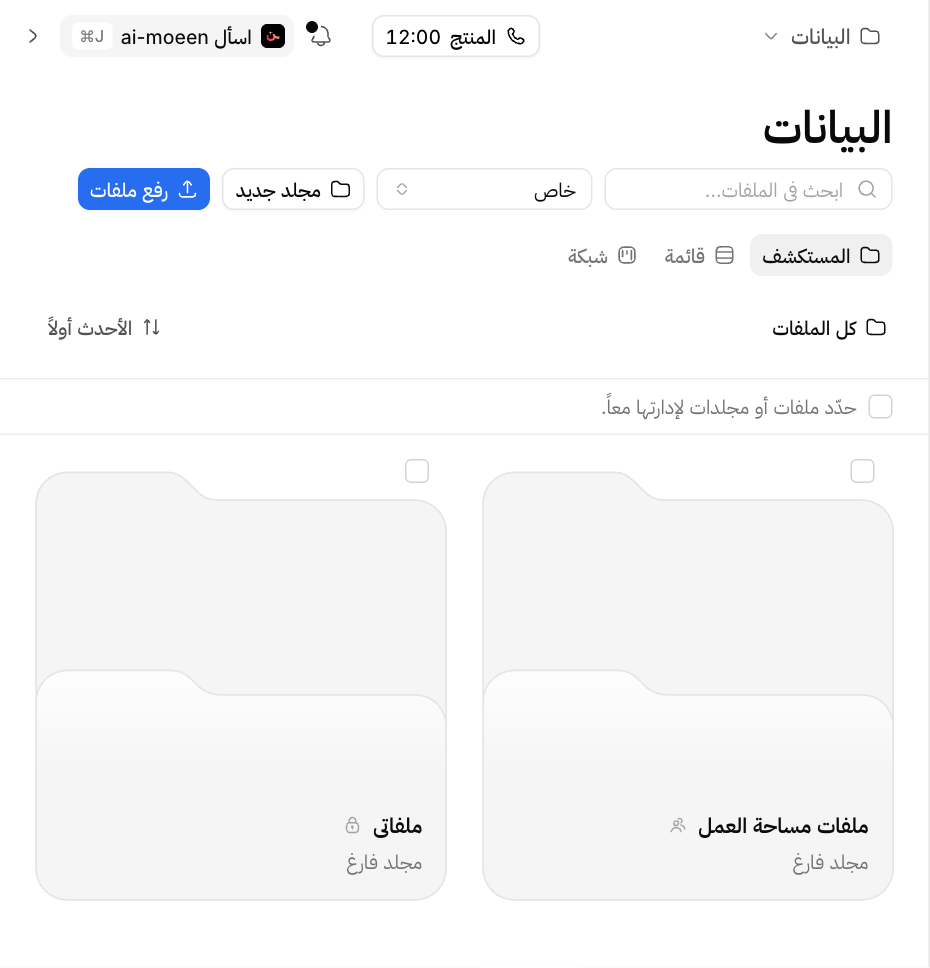 البيانات
المنتج 12:00
اسأل ai-moeen ⌘J
البيانات
ابحث في الملفات...
خاص
مجلد جديد
رفع ملفات
المستكشف
قائمة
شبكة
كل الملفات
الأحدث أولاً
حدّد ملفات أو مجلدات لإدارتها معاً.
ملفات مساحة العمل
مجلد فارغ
ملفاتي
مجلد فارغ